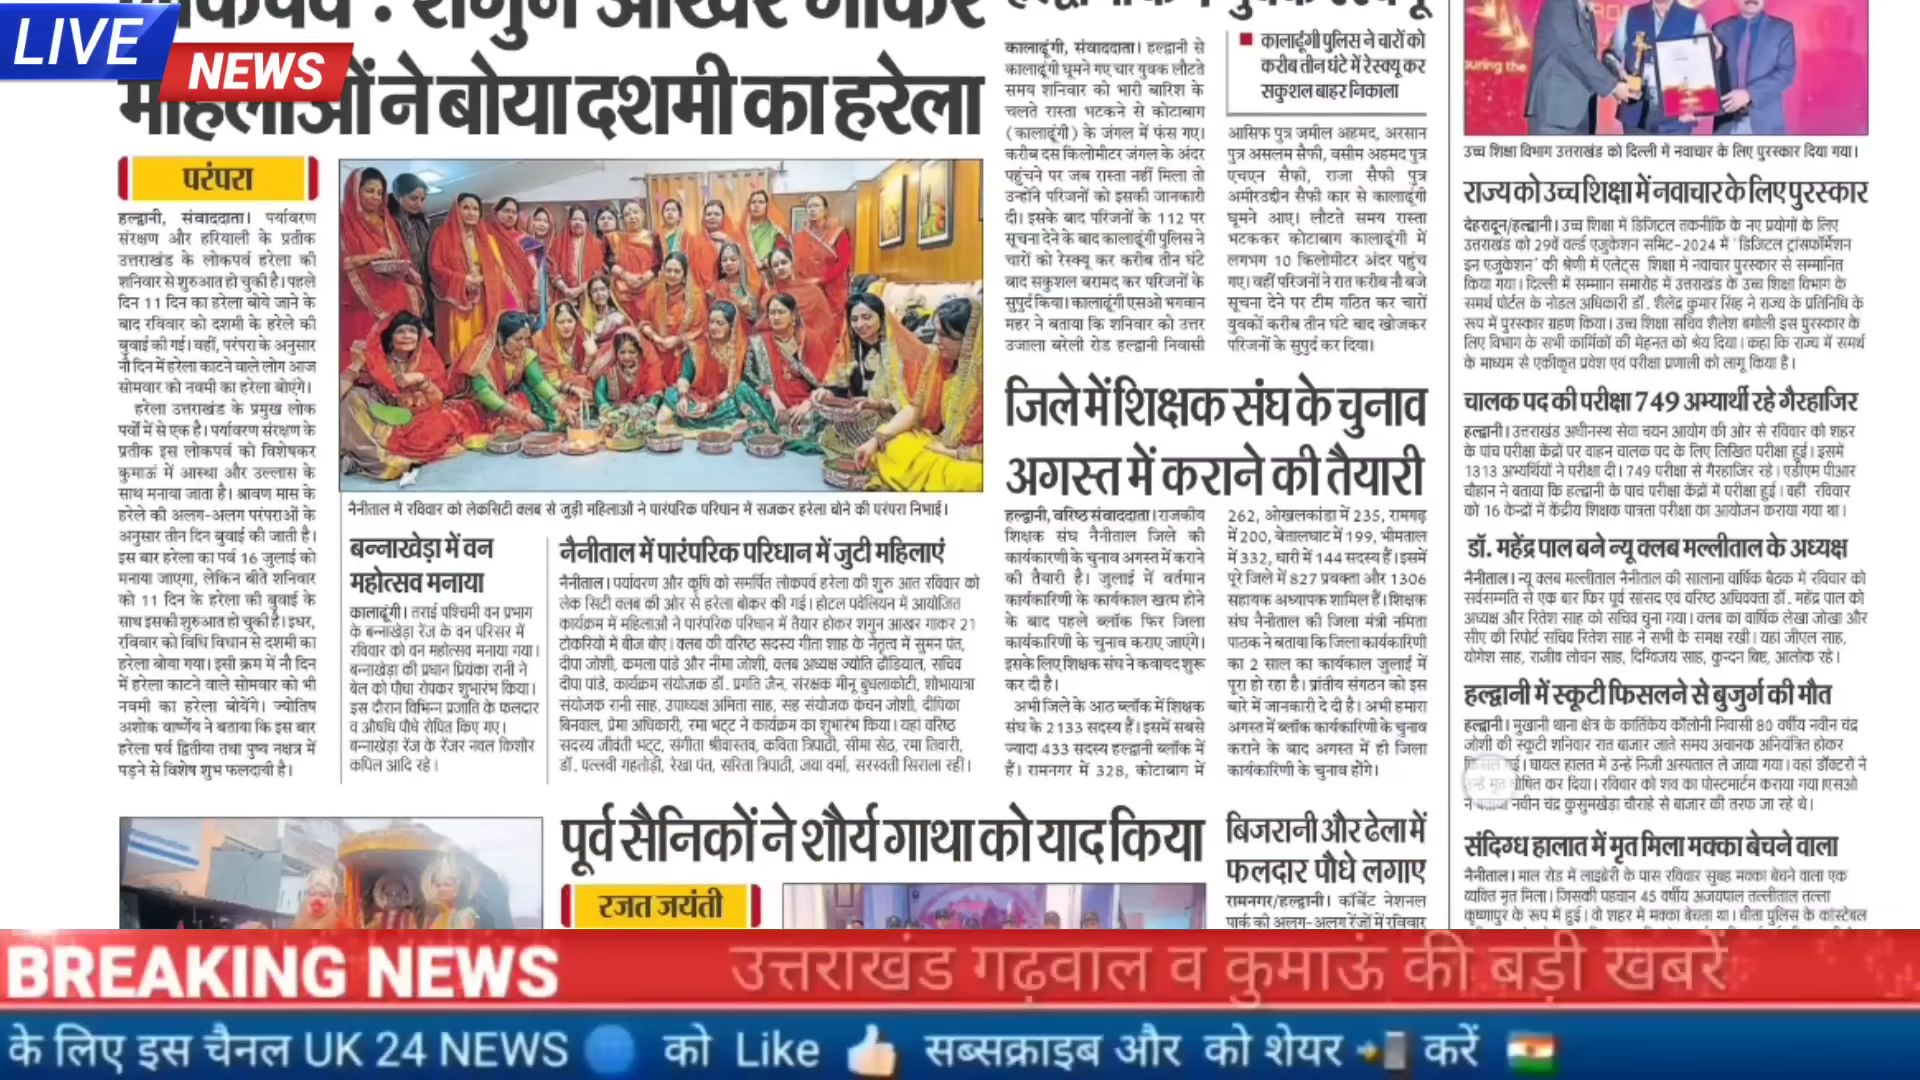 LIVE
NEWS
महिलाओं ने बोया दशमी का हरेला
परंपरा
हल्द्वानी, संवाददाता। पर्यावरण
संरक्षण और हरियाली के प्रतीक
उत्तराखंड के लोकपर्व हरेला की
शनिवार से शुरुआत हो चुकी है। पहले
दिन 11 दिन का हरेला बोये जाने के
बाद रविवार को दशमी के हरेले की
बुवाई की गई। वहीं, परंपरा के अनुसार
नौ दिन में हरेला काटने वाले लोग आज
सोमवार को नवमी का हरेला बोएंगे।
हरेला उत्तराखंड के प्रमुख लोक
पर्वों में से एक है। पर्यावरण संरक्षण के
प्रतीक इस लोकपर्व को विशेषकर
कुमाऊं में आस्था और उल्लास के
साथ मनाया जाता है। श्रावण मास के
हरेले की अलग-अलग परंपराओं के
अनुसार तीन दिन बुवाई की जाती है।
इस बार हरेला का पर्व 16 जुलाई को
मनाया जाएगा, लेकिन बीते शनिवार
को 11 दिन के हरेला की बुवाई के
साथ इसकी शुरुआत हो चुकी है। इधर,
रविवार को विधि विधान से दशमी का
हरेला बोया गया। इसी क्रम में नौ दिन
में हरेला काटने वाले सोमवार को भी
नवमी का हरेला बोयेंगे। ज्योतिष
अशोक वार्ष्णेय ने बताया कि इस बार
हरेला पर्व द्वितीया तथा पुष्य नक्षत्र में
पड़ने से विशेष शुभ फलदायी है।
नैनीताल में रविवार को लेकसिटी क्लब से जुड़ी महिलाओं ने पारंपरिक परिधान में सजकर हरेला बोने की परंपरा निभाई।
बन्नाखेड़ा में वन
महोत्सव मनाया
कालाढूंगी। तराई पश्चिमी वन प्रभाग
के बन्नाखेड़ा रेंज के वन परिसर में
रविवार को वन महोत्सव मनाया गया।
बन्नाखेड़ा की प्रधान प्रियंका रानी ने
बेल को पौधा रोपकर शुभारंभ किया।
इस दौरान विभिन्न प्रजाति के फलदार
व औषधि पौधे रोपित किए गए।
बन्नाखेड़ा रेंज के रेंजर नवल किशोर
कपिल आदि रहे।
नैनीताल में पारंपरिक परिधान में जुटी महिलाएं
नैनीताल। पर्यावरण और कृषि को समर्पित लोकपर्व हरेला की शुरु आत रविवार को
लेक सिटी क्लब की ओर से हरेला बोकर की गई। होटल पवेलियन में आयोजित
कार्यक्रम में महिलाओं ने पारंपरिक परिधान में तैयार होकर शगुन आखर गाकर 21
टोकरियों में बीज बोए। क्लब की वरिष्ठ सदस्य गीता शाह के नेतृत्व में सुमन पंत,
दीपा जोशी, कमला पांडे और नीमा जोशी, क्लब अध्यक्ष ज्योति ढौंडियाल, सचिव
दीपा पांडे, कार्यक्रम संयोजक डॉ. प्रगति जैन, संरक्षक मीनू बुधलाकोटी, शोभायात्रा
संयोजक रानी साह, उपाध्यक्ष अमिता साह, सह संयोजक कंचन जोशी, दीपिका
बिनवाल, प्रेमा अधिकारी, रमा भट्ट ने कार्यक्रम का शुभारंभ किया। यहां वरिष्ठ
सदस्य जीवंती भट्ट, संगीता श्रीवास्तव, कविता त्रिपाठी, सीमा सेठ, रमा तिवारी,
डॉ. पल्लवी गहतोड़ी, रेखा पंत, सरिता त्रिपाठी, जया वर्मा, सरस्वती सिराला रहीं।
कालाढूंगी, संवाददाता। हल्द्वानी से
कालाढूंगी घूमने गए चार युवक लौटते
समय शनिवार को भारी बारिश के
चलते रास्ता भटकने से कोटाबाग
(कालाढूंगी) के जंगल में फंस गए।
करीब दस किलोमीटर जंगल के अंदर
पहुंचने पर जब रास्ता नहीं मिला तो
उन्होंने परिजनों को इसकी जानकारी
दी। इसके बाद परिजनों के 112 पर
सूचना देने के बाद कालाढूंगी पुलिस ने
चारों को रेस्क्यू कर करीब तीन घंटे
बाद सकुशल बरामद कर परिजनों के
सुपुर्द किया। कालाढूंगी एसओ भगवान
महर ने बताया कि शनिवार को उत्तर
उजाला बरेली रोड हल्द्वानी निवासी
कालाढूंगी पुलिस ने चारों को
करीब तीन घंटे में रेस्क्यू कर
सकुशल बाहर निकाला
आसिफ पुत्र जमील अहमद, अरसान
पुत्र असलम सैफी, वसीम अहमद पुत्र
एचएन सैफी, राजा सैफी पुत्र
अमीरउद्दीन सैफी कार से कालाढूंगी
घूमने आए। लौटते समय रास्ता
भटककर कोटाबाग कालाढूंगी में
लगभग 10 किलोमीटर अंदर पहुंच
गए। वहीं परिजनों ने रात करीब नौ बजे
सूचना देने पर टीम गठित कर चारों
युवकों करीब तीन घंटे बाद खोजकर
परिजनों के सुपुर्द कर दिया।
जिले में शिक्षक संघ के चुनाव
अगस्त में कराने की तैयारी
हल्द्वानी, वरिष्ठ संवाददाता। राजकीय
शिक्षक संघ नैनीताल जिले की
कार्यकारिणी के चुनाव अगस्त में कराने
की तैयारी है। जुलाई में वर्तमान
कार्यकारिणी के कार्यकाल खत्म होने
के बाद पहले ब्लॉक फिर जिला
कार्यकारिणी के चुनाव कराए जाएंगे।
इसके लिए शिक्षक संघ ने कवायद शुरू
कर दी है।
अभी जिले के आठ ब्लॉक में शिक्षक
संघ के 2133 सदस्य हैं। इसमें सबसे
ज्यादा 433 सदस्य हल्द्वानी ब्लॉक में
हैं। रामनगर में 328, कोटाबाग में
262, ओखलकांडा में 235, रामगढ़
में 200, बेतालघाट में 199, भीमताल
में 332, धारी में 144 सदस्य हैं। इसमें
पूरे जिले में 827 प्रवक्ता और 1306
सहायक अध्यापक शामिल हैं। शिक्षक
संघ नैनीताल की जिला मंत्री नमिता
पाठक ने बताया कि जिला कार्यकारिणी
का 2 साल का कार्यकाल जुलाई में
पूरा हो रहा है। प्रांतीय संगठन को इस
बारे में जानकारी दे दी है। अभी हमारा
अगस्त में ब्लॉक कार्यकारिणी के चुनाव
कराने के बाद अगस्त में ही जिला
कार्यकारिणी के चुनाव होंगे।
uring the
उच्च शिक्षा विभाग उत्तराखंड को दिल्ली में नवाचार के लिए पुरस्कार दिया गया।
राज्य को उच्च शिक्षा में नवाचार के लिए पुरस्कार
देहरादून/हल्द्वानी। उच्च शिक्षा में डिजिटल तकनीकि के नए प्रयोगों के लिए
उत्तराखंड को 29वें वर्ल्ड एजुकेशन समिट-2024 में 'डिजिटल ट्रांसफॉर्मेशन
इन एजुकेशन' की श्रेणी में एलेट्स शिक्षा में नवाचार पुरस्कार से सम्मानित
किया गया। दिल्ली में सम्मान समारोह में उत्तराखंड के उच्च शिक्षा विभाग के
समर्थ पोर्टल के नोडल अधिकारी डॉ. शैलेंद्र कुमार सिंह ने राज्य के प्रतिनिधि के
रूप में पुरस्कार ग्रहण किया। उच्च शिक्षा सचिव शैलेश बगोली इस पुरस्कार के
लिए विभाग के सभी कार्मिकों की मेहनत को श्रेय दिया। कहा कि राज्य में समर्थ
के माध्यम से एकीकृत प्रवेश एवं परीक्षा प्रणाली को लागू किया है।
चालक पद की परीक्षा 749 अभ्यार्थी रहे गैरहाजिर
हल्द्वानी। उत्तराखंड अधीनस्थ सेवा चयन आयोग की ओर से रविवार को शहर
के पांच परीक्षा केंद्रों पर वाहन चालक पद के लिए लिखित परीक्षा हुई। इसमें
1313 अभ्यर्थियों ने परीक्षा दी। 749 परीक्षा से गैरहाजिर रहे। एडीएम पीआर
चौहान ने बताया कि हल्द्वानी के पांच परीक्षा केंद्रों में परीक्षा हुई। वहीं रविवार
को 16 केन्द्रों में केंद्रीय शिक्षक पात्रता परीक्षा का आयोजन कराया गया था।
डॉ. महेंद्र पाल बने न्यू क्लब मल्लीताल के अध्यक्ष
नैनीताल। न्यू क्लब मल्लीताल नैनीताल की सालाना वार्षिक बैठक में रविवार को
सर्वसम्मति से एक बार फिर पूर्व सांसद एवं वरिष्ठ अधिवक्ता डॉ. महेंद्र पाल को
अध्यक्ष और रितेश साह को सचिव चुना गया। क्लब का वार्षिक लेखा जोखा और
सीए की रिपोर्ट सचिव रितेश साह ने सभी के समक्ष रखी। यहां जीएल साह,
योगेश साह, राजीव लोचन साह, दिग्विजय साह, कुन्दन बिष्ट, आलोक रहे।
हल्द्वानी में स्कूटी फिसलने से बुजुर्ग की मौत
हल्द्वानी। मुखानी थाना क्षेत्र के कार्तिकेय कॉलोनी निवासी 80 वर्षीय नवीन चंद्र
जोशी की स्कूटी शनिवार रात बाजार जाते समय अचानक अनियंत्रित होकर
फिसल गई। घायल हालत में उन्हें निजी अस्पताल ले जाया गया। वहां डॉक्टरों ने
उन्हें मृत घोषित कर दिया। रविवार को शव का पोस्टमार्टम कराया गया।एसओ
ने बताया नवीन चंद्र कुसुमखेड़ा चौराहे से बाजार की तरफ जा रहे थे।
संदिग्ध हालात में मृत मिला मक्का बेचने वाला
नैनीताल। माल रोड में लाइब्रेरी के पास रविवार सुबह मक्का बेचने वाला एक
व्यक्ति मृत मिला। जिसकी पहचान 45 वर्षीय अजयपाल तल्लीताल तल्ला
कृष्णापुर के रूप में हुई। वो शहर में मक्का बेचता था। चीता पुलिस के कांस्टेबल
पूर्व सैनिकों ने शौर्य गाथा को याद किया
रजत जयंती
बिजरानी और ढेला में
फलदार पौधे लगाए
रामनगर/हल्द्वानी। कॉर्बेट नेशनल
पार्क की अलग-अलग रेंजों में रविवार
BREAKING NEWS
उत्तराखंड गढ़वाल व कुमाऊं की बड़ी खबरें
के लिए इस चैनल UK 24 NEWS 🔵 को Like 👍🏻 सब्सक्राइब और को शेयर 📲 करें 🇮🇳